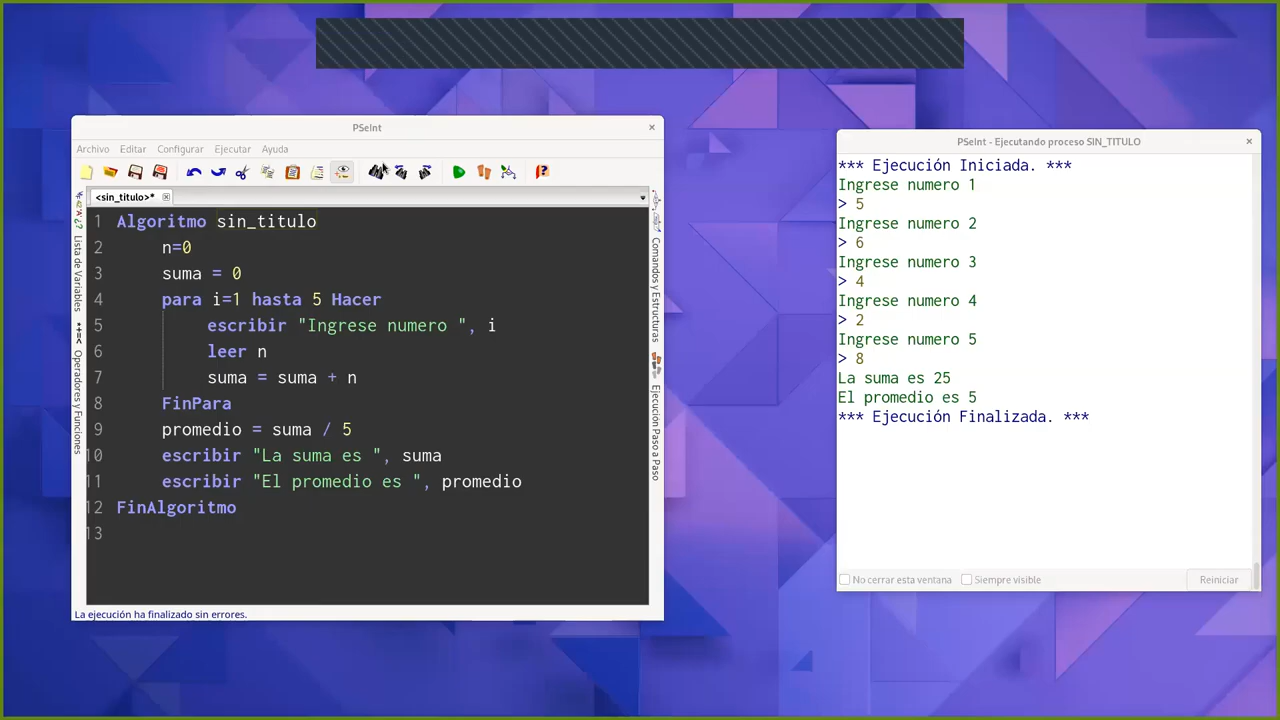 PSeInt ×
Archivo Editar Configurar Ejecutar Ayuda
<sin_titulo>*
Lista de Variables
Operadores y Funciones
1 Algoritmo sin_titulo
2 n=0
3 suma = 0
4 para i=1 hasta 5 Hacer
5 escribir "Ingrese numero ", i
6 leer n
7 suma = suma + n
8 FinPara
9 promedio = suma / 5
10 escribir "La suma es ", suma
11 escribir "El promedio es ", promedio
12 FinAlgoritmo
13
Comandos y Estructuras
Ejecución Paso a Paso
La ejecución ha finalizado sin errores.
PSeInt - Ejecutando proceso SIN_TITULO ×
*** Ejecución Iniciada. ***
Ingrese numero 1
> 5
Ingrese numero 2
> 6
Ingrese numero 3
> 4
Ingrese numero 4
> 2
Ingrese numero 5
> 8
La suma es 25
El promedio es 5
*** Ejecución Finalizada. ***
No cerrar esta ventana Siempre visible Reiniciar